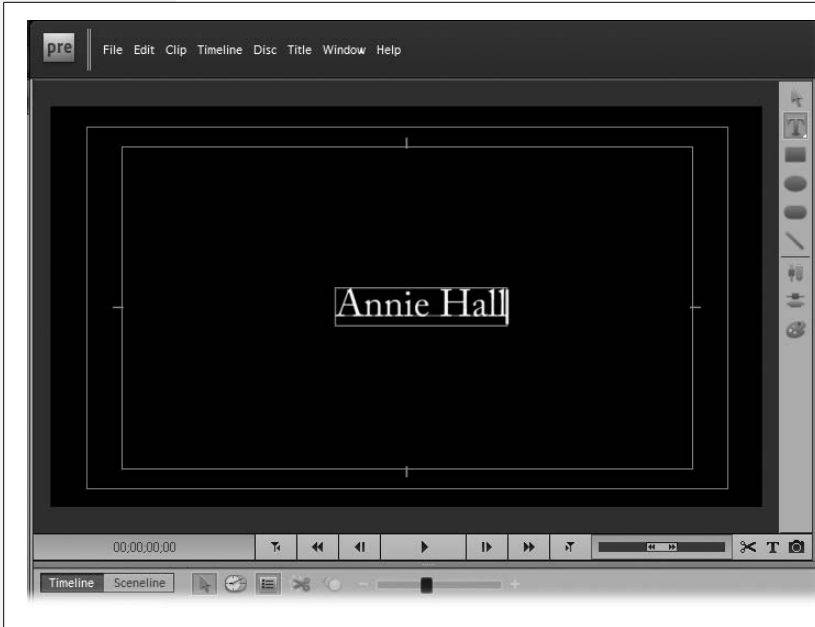 pre
File Edit Clip Timeline Disc Title Window Help
T
Annie Hall
00;00;00;00
T
Timeline Sceneline